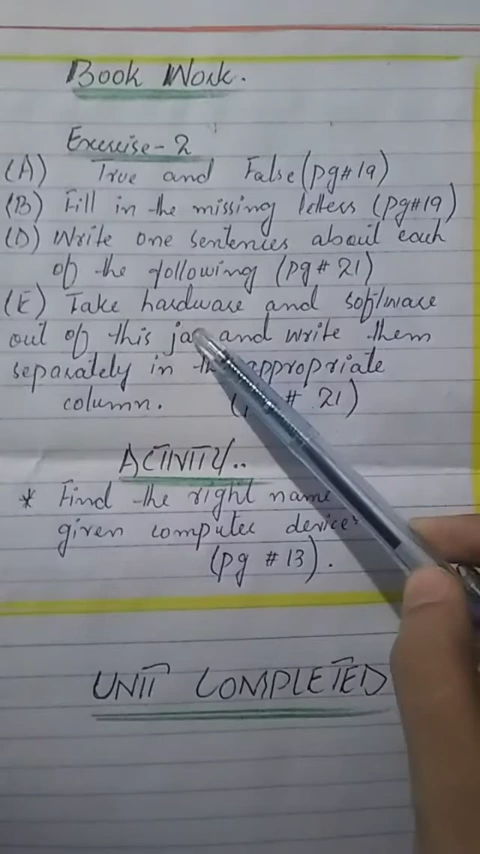 Book Work.
Exercise-2
(A) True and False (pg#19)
(B) Fill in the missing letters (pg#19)
(D) Write one sentences about each
of the following (pg # 21)
(E) Take hardware and software
out of this and write them
separately in appropriate
column. # 21)
ACTIVITY..
* Find the right name
given computer device
(pg # 13).
UNIT COMPLETED